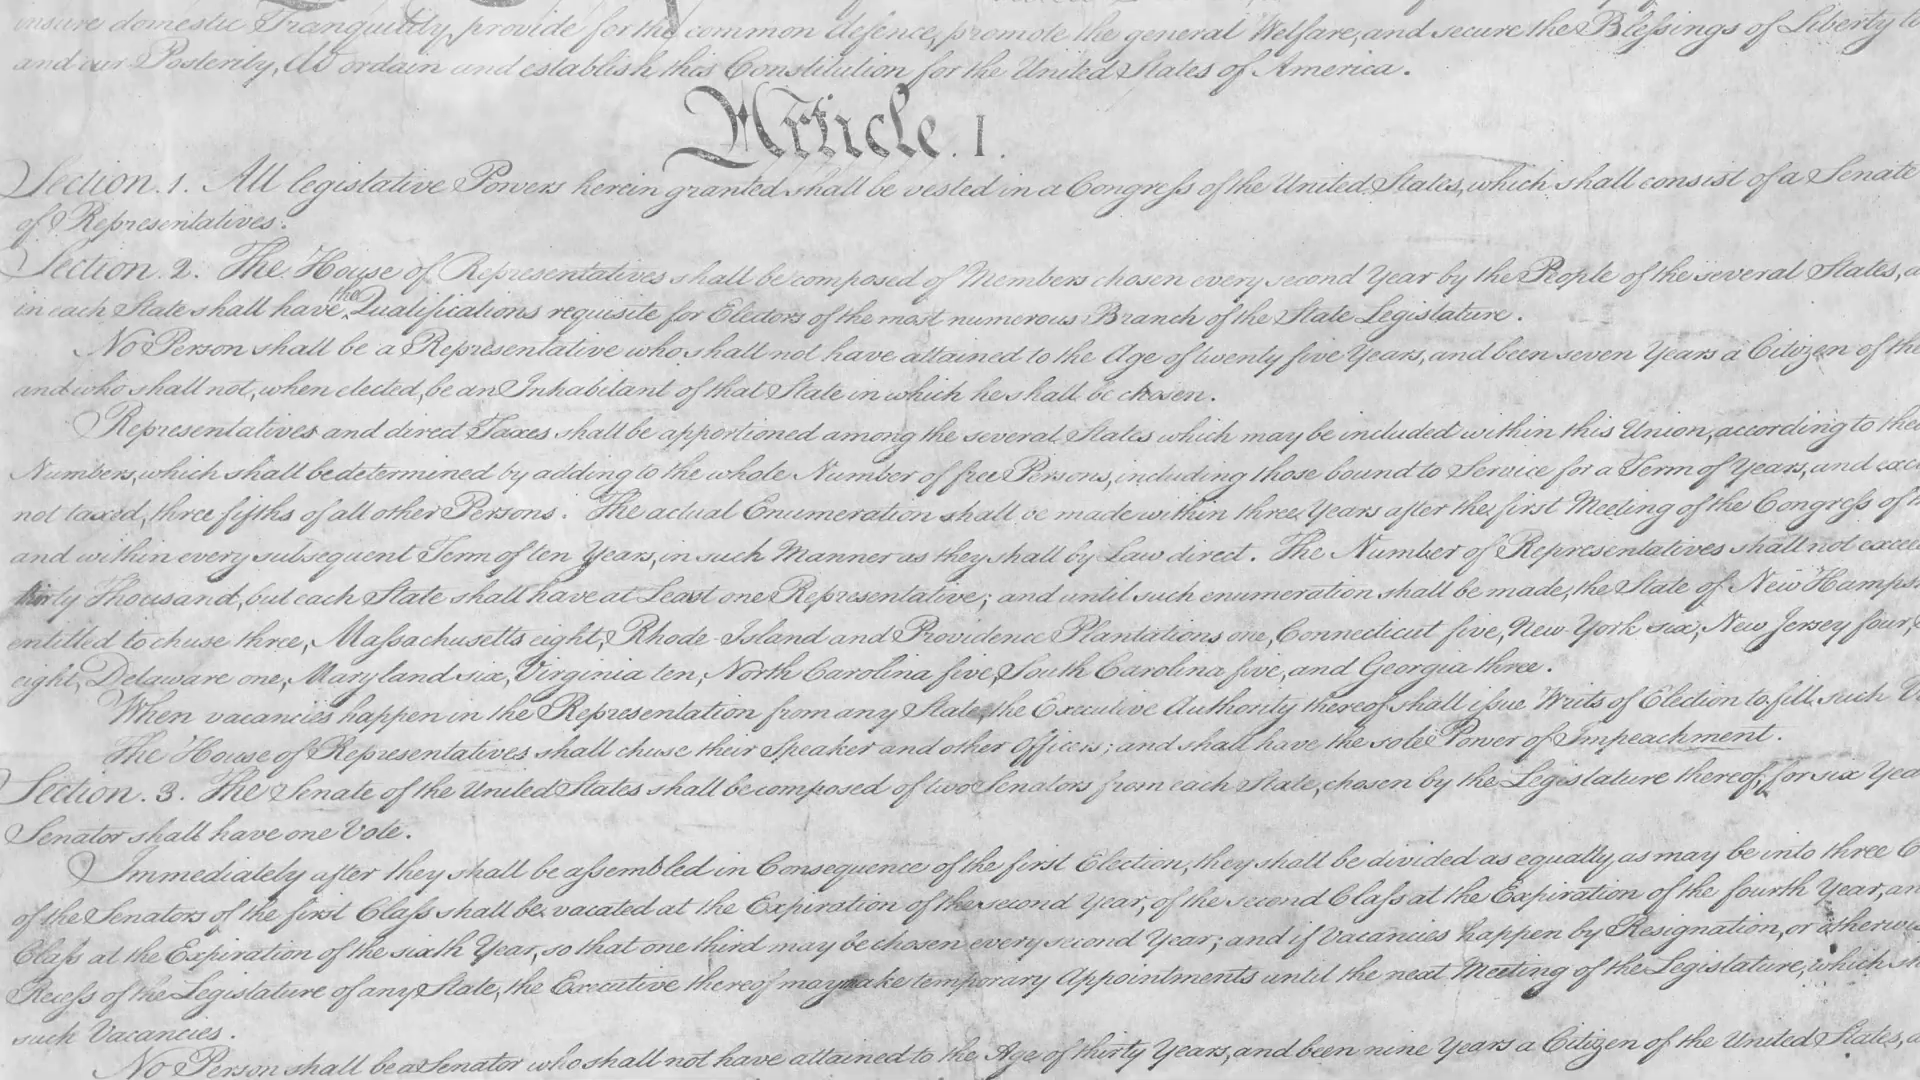 insure domestic Tranquility, provide for the common defence, promote the general Welfare, and secure the Blessings of Liberty to
and our Posterity, do ordain and establish this Constitution for the United States of America.
Article. I.
Section. 1. All legislative Powers herein granted shall be vested in a Congress of the United States, which shall consist of a Senate
of Representatives.
Section. 2. The House of Representatives shall be composed of Members chosen every second Year by the People of the several States,
in each State shall have the Qualifications requisite for Electors of the most numerous Branch of the State Legislature.
No Person shall be a Representative who shall not have attained to the Age of twenty five Years, and been seven Years a Citizen of the
and who shall not, when elected, be an Inhabitant of that State in which he shall be chosen.
Representatives and direct Taxes shall be apportioned among the several States which may be included within this Union, according to their
Numbers, which shall be determined by adding to the whole Number of free Persons, including those bound to Service for a Term of Years, and
not taxed, three fifths of all other Persons. The actual Enumeration shall be made within three Years after the first Meeting of the Congress of
and within every subsequent Term of ten Years, in such Manner as they shall by Law direct. The Number of Representatives shall not exceed
thirty Thousand, but each State shall have at Least one Representative; and until such enumeration shall be made, the State of New
entitled to chuse three, Massachusetts eight, Rhode-Island and Providence Plantations one, Connecticut five, New-York six, New Jersey four,
eight, Delaware one, Maryland six, Virginia ten, North Carolina five, South Carolina five, and Georgia three.
When vacancies happen in the Representation from any State, the Executive Authority thereof shall issue Writs of Election to fill such
The House of Representatives shall chuse their Speaker and other Officers; and shall have the sole Power of Impeachment.
Section. 3. The Senate of the United States shall be composed of two Senators from each State, chosen by the Legislature thereof, for six
Senator shall have one Vote.
Immediately after they shall be assembled in Consequence of the first Election, they shall be divided as equally as may be into three
of the Senators of the first Class shall be vacated at the Expiration of the second Year, of the second Class at the Expiration of the fourth Year,
Class at the Expiration of the sixth Year, so that one third may be chosen every second Year; and if Vacancies happen by Resignation, or
Recess of the Legislature of any State, the Executive thereof may make temporary Appointments until the next Meeting of the Legislature, which
such Vacancies.
No Person shall be a Senator who shall not have attained to the Age of thirty Years, and been nine Years a Citizen of the United States,